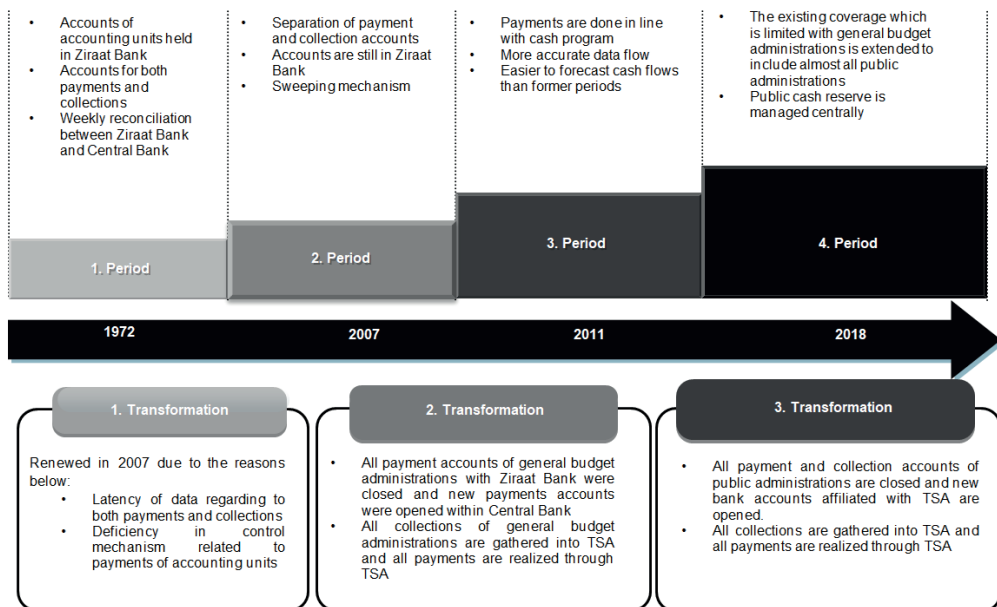 • Accounts of
accounting units held
in Ziraat Bank
• Accounts for both
payments and
collections
• Weekly reconciliation
between Ziraat Bank
and Central Bank
• Separation of payment
and collection accounts
• Accounts are still in Ziraat
Bank
• Sweeping mechanism
• Payments are done in line
with cash program
• More accurate data flow
• Easier to forecast cash flows
than former periods
• The existing coverage which
is limited with general budget
administrations is extended to
include almost all public
administrations
• Public cash reserve is
managed centrally
1. Period
2. Period
3. Period
4. Period
1972
2007
2011
2018
1. Transformation
Renewed in 2007 due to the reasons
below:
• Latency of data regarding to
both payments and collections
• Deficiency in control
mechanism related to
payments of accounting units
2. Transformation
• All payment accounts of general budget
administrations with Ziraat Bank were
closed and new payments accounts
were opened within Central Bank
• All collections of general budget
administrations are gathered into TSA
and all payments are realized through
TSA
3. Transformation
• All payment and collection accounts of
public administrations are closed and new
bank accounts affiliated with TSA are
opened.
• All collections are gathered into TSA and
all payments are realized through TSA